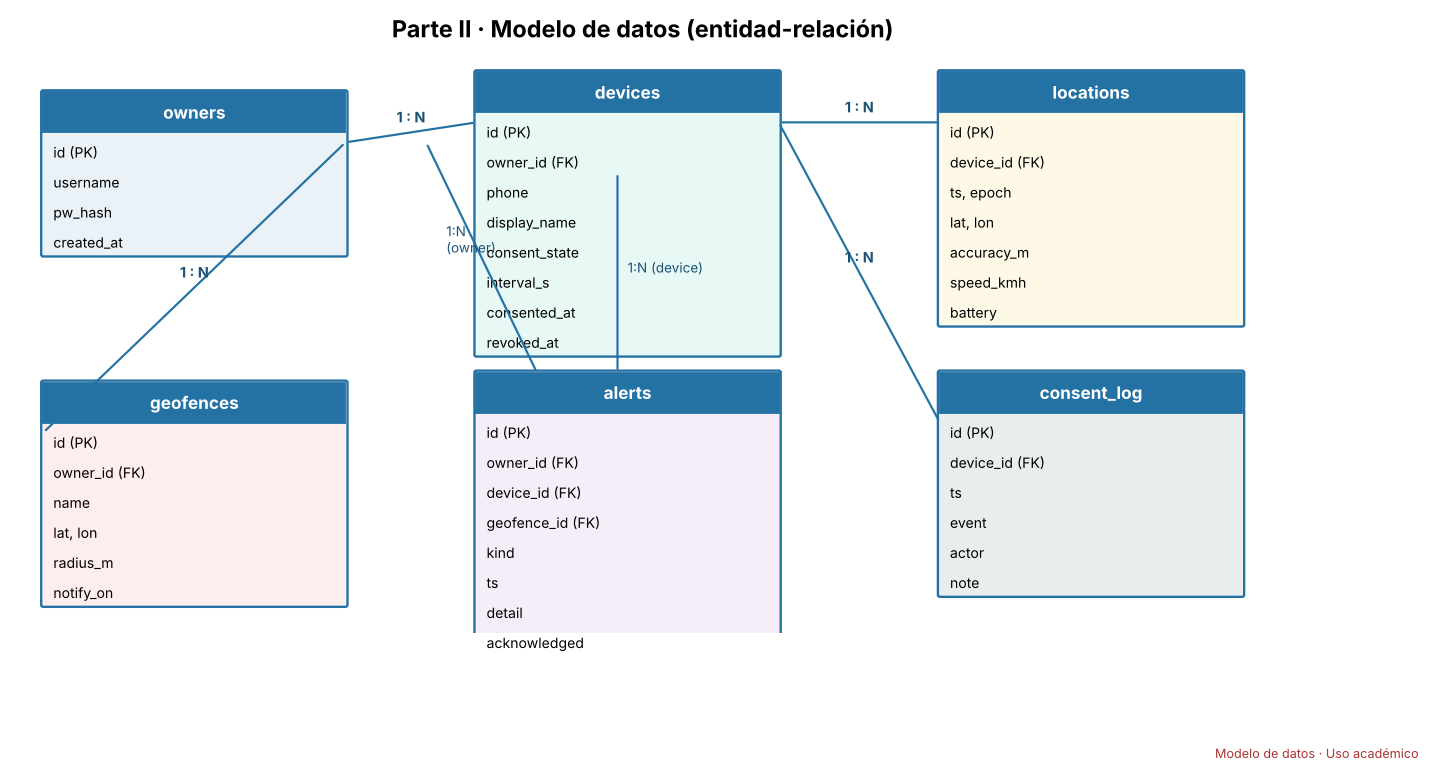 Parte II · Modelo de datos (entidad-relación)
owners
id (PK)
username
pw_hash
created_at
1 : N
devices
id (PK)
owner_id (FK)
phone
display_name
consent_state
interval_s
consented_at
revoked_at
1 : N
locations
id (PK)
device_id (FK)
ts, epoch
lat, lon
accuracy_m
speed_kmh
battery
1:N
(owner)
1:N (device)
1 : N
1 : N
geofences
id (PK)
owner_id (FK)
name
lat, lon
radius_m
notify_on
alerts
id (PK)
owner_id (FK)
device_id (FK)
geofence_id (FK)
kind
ts
detail
acknowledged
consent_log
id (PK)
device_id (FK)
ts
event
actor
note
Modelo de datos · Uso académico